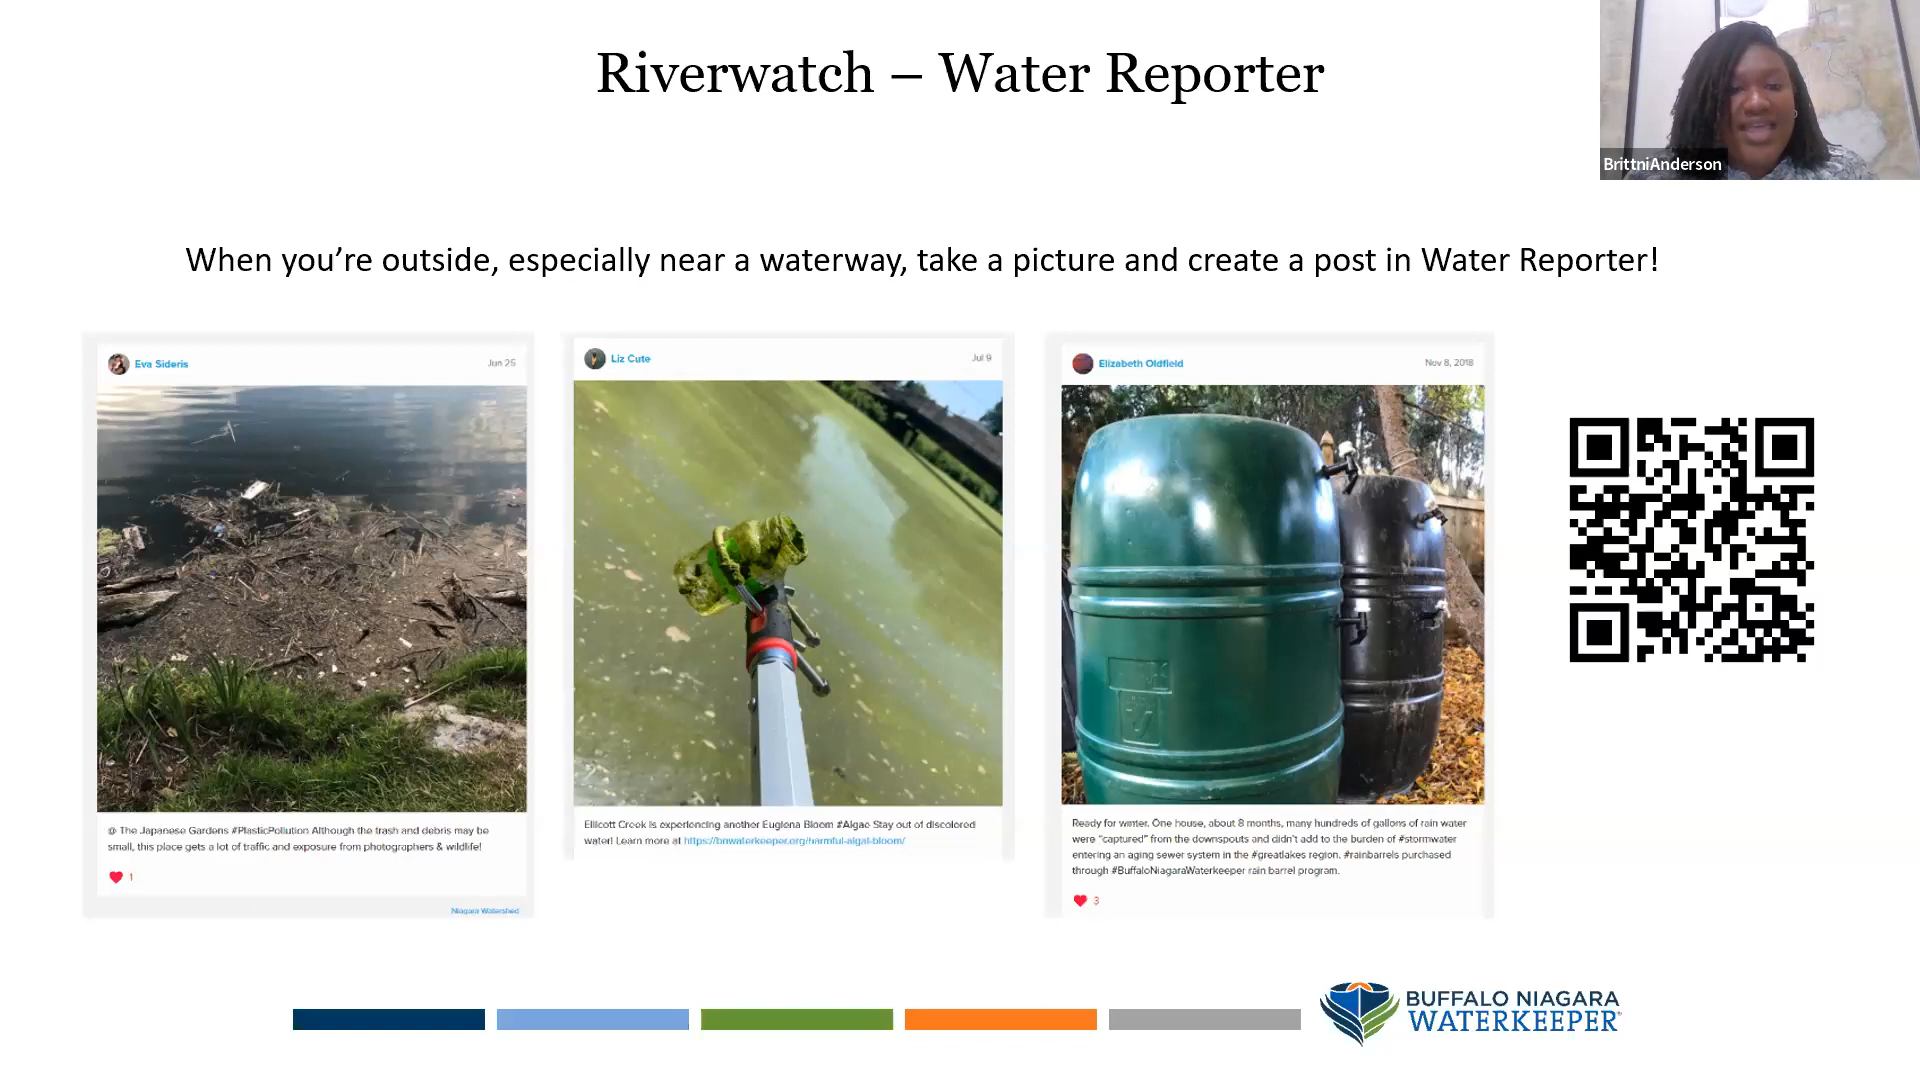 Riverwatch – Water Reporter
BrittniAnderson
When you’re outside, especially near a waterway, take a picture and create a post in Water Reporter!
Eva Sideris
Jun 25
@ The Japanese Gardens #PlasticPollution Although the trash and debris may be
small, this place gets a lot of traffic and exposure from photographers & wildlife!
1
Niagara Watershed
Liz Cute
Jul 9
Ellicott Creek is experiencing another Euglena Bloom #Algae Stay out of discolored
water! Learn more at https://bnwaterkeeper.org/harmful-algal-bloom/
Elizabeth Oldfield
Nov 8, 2018
Ready for winter. One house, about 8 months, many hundreds of gallons of rain water
were "captured" from the downspouts and didn't add to the burden of #stormwater
entering an aging sewer system in the #greatlakes region. #rainbarrels purchased
through #BuffaloNiagaraWaterkeeper rain barrel program.
3
BUFFALO NIAGARA
WATERKEEPER